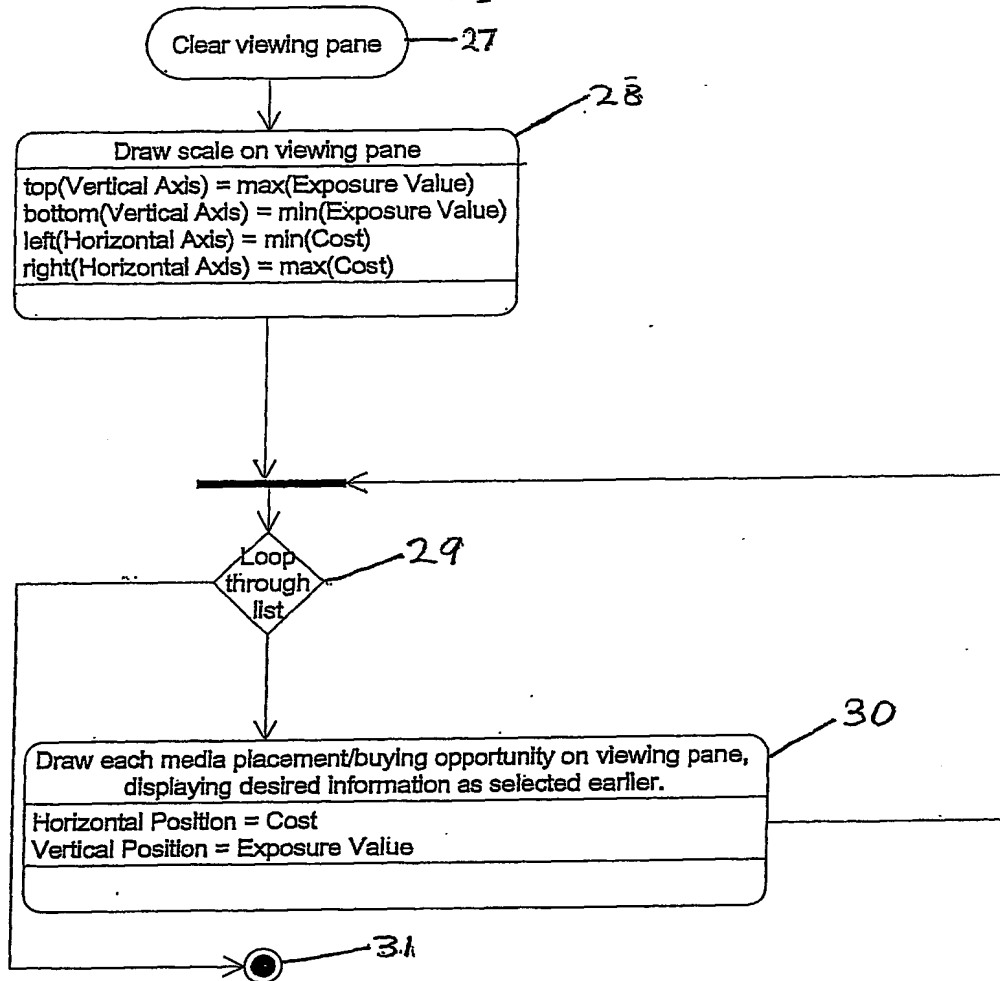 Clear viewing pane
27
28
Draw scale on viewing pane
top(Vertical Axis) = max(Exposure Value)
bottom(Vertical Axis) = min(Exposure Value)
left(Horizontal Axis) = min(Cost)
right(Horizontal Axis) = max(Cost)
Loop
through
list
29
30
Draw each media placement/buying opportunity on viewing pane,
displaying desired information as selected earlier.
Horizontal Position = Cost
Vertical Position = Exposure Value
31